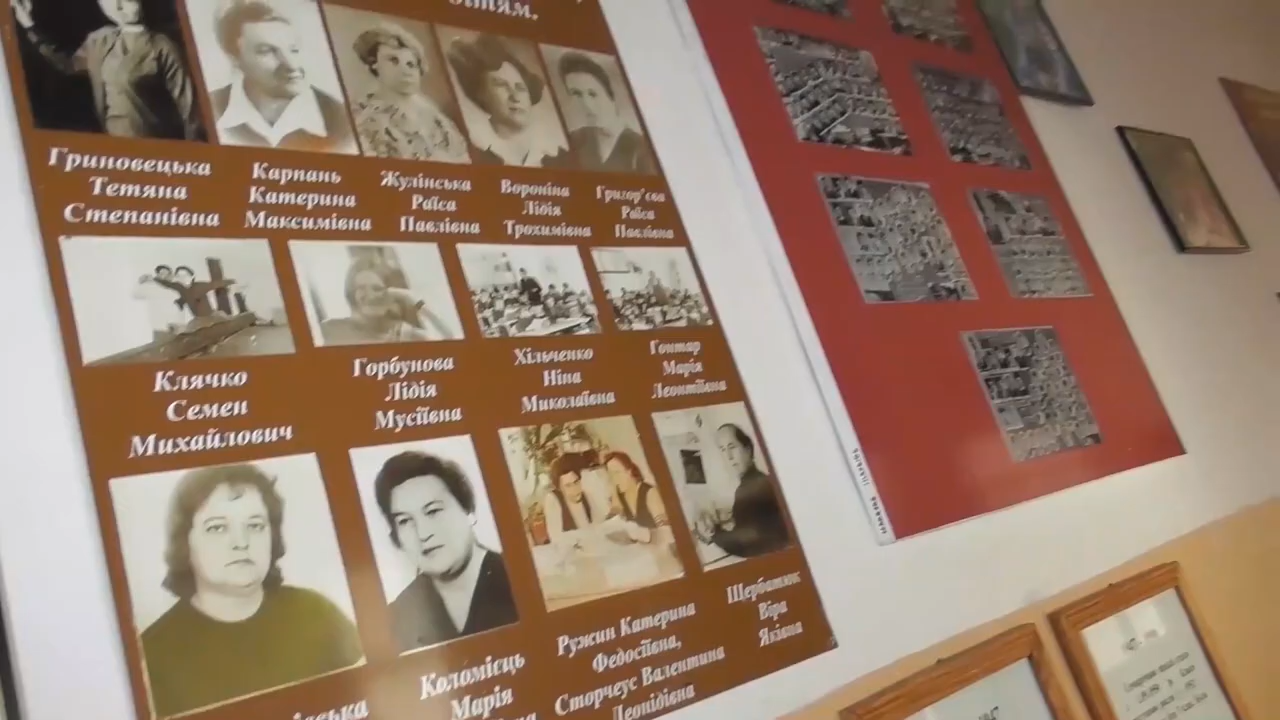 Гриновецька
Тетяна
Степанівна
Карпань
Катерина
Максимівна
Жулінська
Раїса
Павлівна
Вороніна
Лідія
Трохимівна
Григор'єва
Раїса
Павлівна
Клячко
Семен
Михайлович
Горбунова
Лідія
Мусіївна
Хільченко
Ніна
Миколаївна
Гонтар
Марія
Леонтіївна
Коломієць
Марія
Ружин Катерина
Федосіївна,
Сторчеус Валентина
Леонідівна
Щербатюк
Віра
Яківна